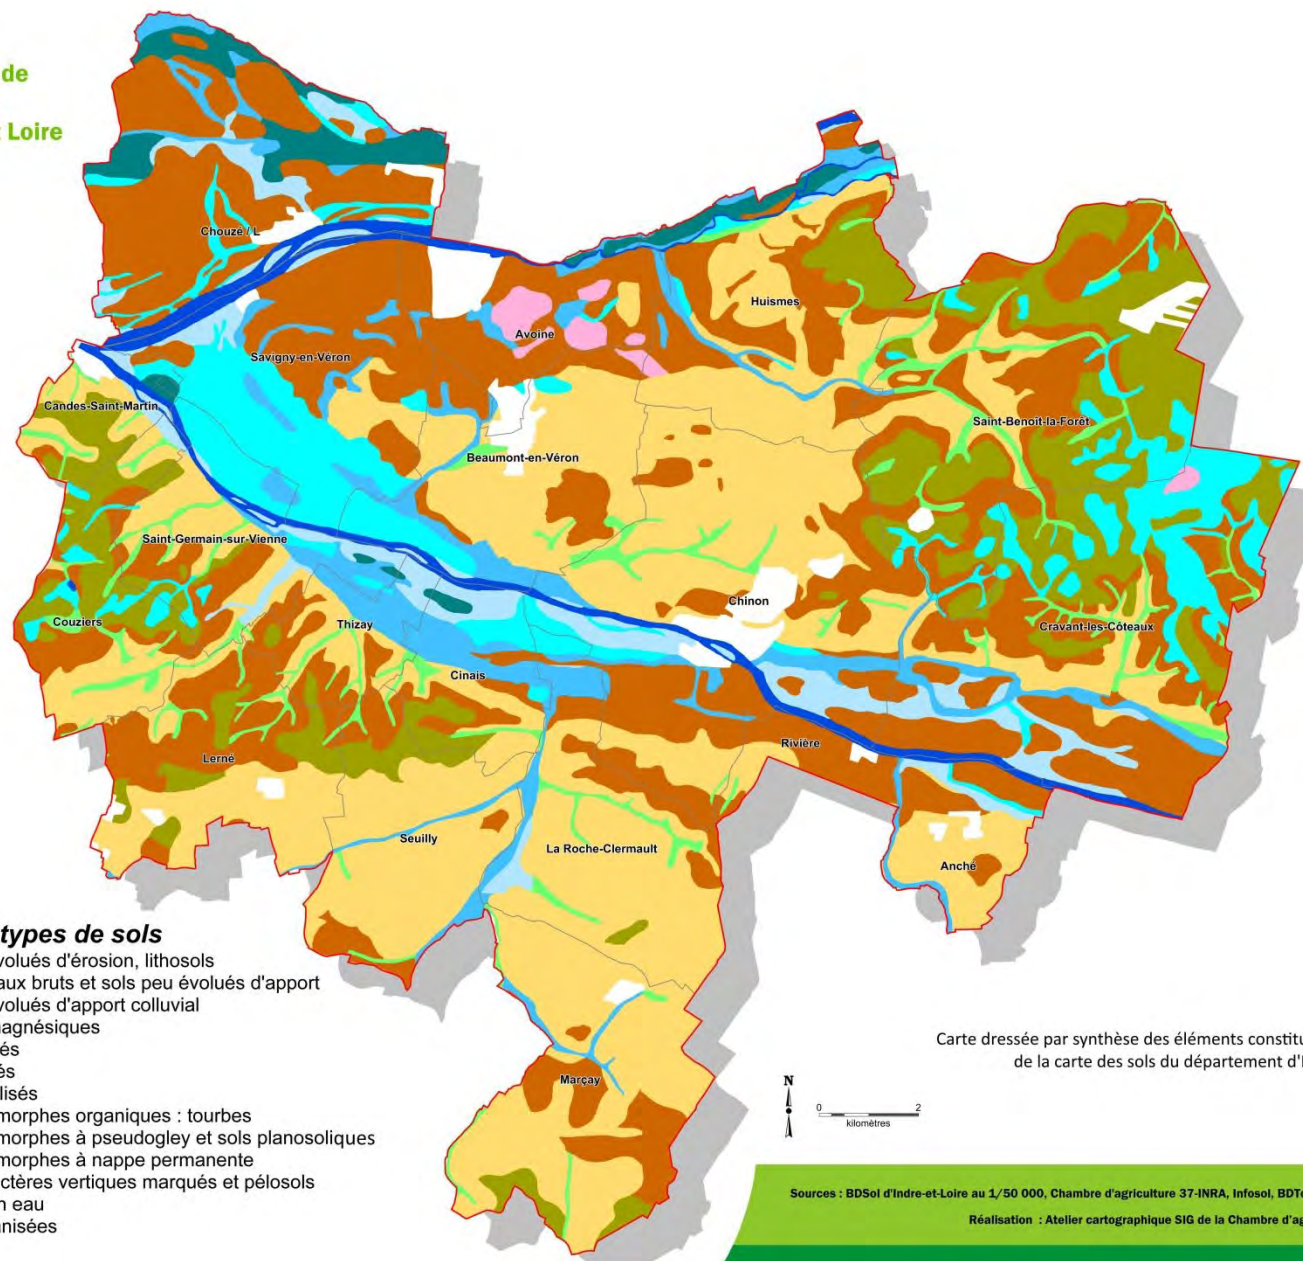 de
t Loire
Chouzé / L
Huismes
Avoine
Savigny-en-Véron
Candes-Saint-Martin
Saint-Benoit-la-Forêt
Beaumont-en-Véron
Saint-Germain-sur-Vienne
Chinon
Couziers
Thizay
Cravant-les-Côteaux
Cinais
Rivière
Lerné
Seuilly
La Roche-Clermault
Anché
Marçay
types de sols
volués d'érosion, lithosols
aux bruts et sols peu évolués d'apport
volués d'apport colluvial
nagnésiques
és
és
lisés
morphes organiques : tourbes
morphes à pseudogley et sols planosoliques
morphes à nappe permanente
ctères vertiques marqués et pélosols
n eau
anisées
Carte dressée par synthèse des éléments constitu
de la carte des sols du département d'I
N
0 2
kilomètres
Sources : BDSol d'Indre-et-Loire au 1/50 000, Chambre d'agriculture 37-INRA, Infosol, BDTo
Réalisation : Atelier cartographique SIG de la Chambre d'ag